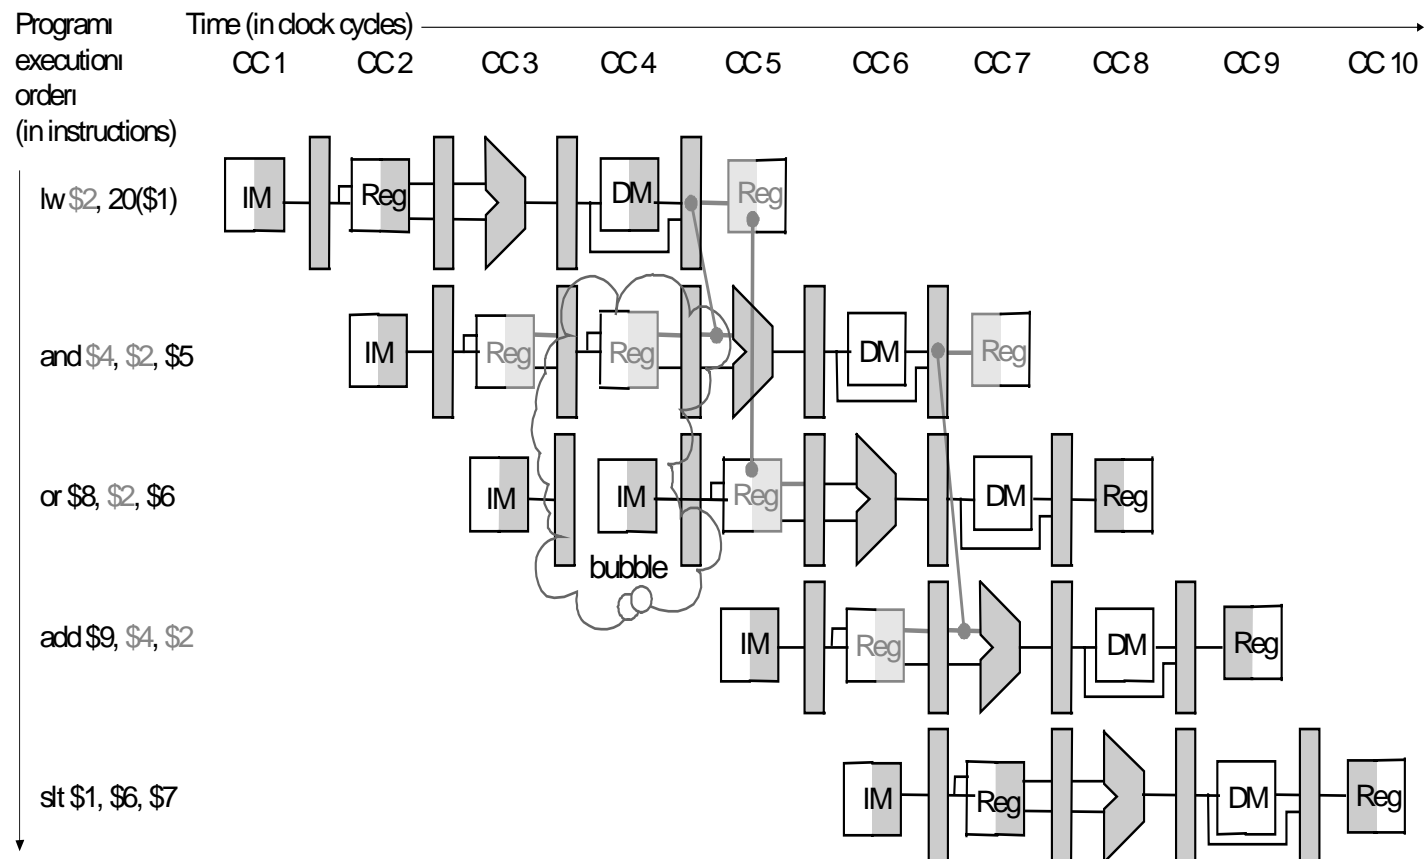 Programı Time (in clock cycles)
executionı CC 1 CC 2 CC 3 CC 4 CC 5 CC 6 CC 7 CC 8 CC 9 CC 10
orderı
(in instructions)
lw $2, 20($1) IM Reg DM Reg
and $4, $2, $5 IM Reg Reg DM Reg
or $8, $2, $6 IM IM Reg DM Reg
bubble
add $9, $4, $2 IM Reg DM Reg
slt $1, $6, $7 IM Reg DM Reg